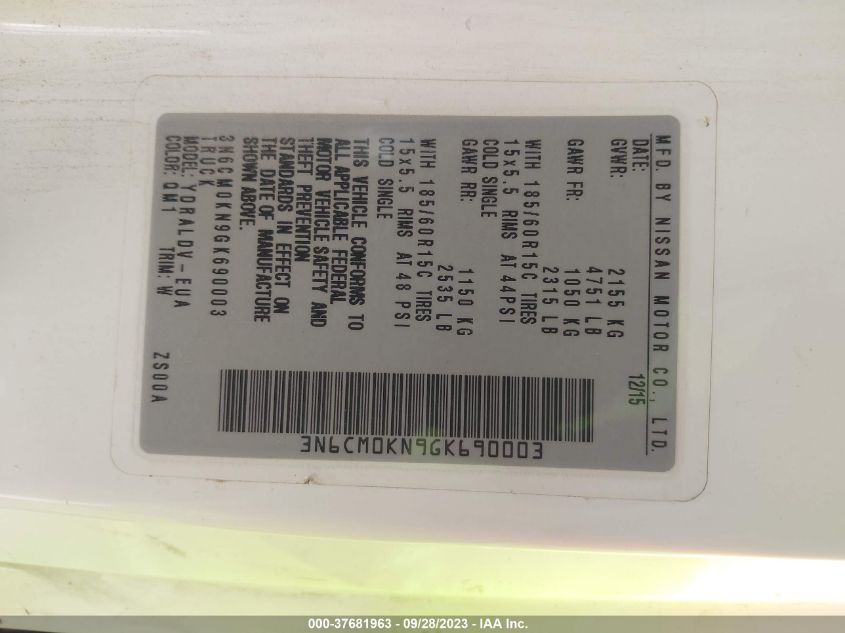 MFD. BY NISSAN MOTOR CO., LTD.
DATE: 12/15
GVWR: 2155 KG
4751 LB
GAWR FR: 1050 KG
2315 LB
WITH 185/60R15C TIRES
15x5.5 RIMS AT 44PSI
COLD SINGLE
GAWR RR: 1150 KG
2535 LB
WITH 185/60R15C TIRES
15x5.5 RIMS AT 48 PSI
COLD SINGLE
THIS VEHICLE CONFORMS TO
ALL APPLICABLE FEDERAL
MOTOR VEHICLE SAFETY AND
THEFT PREVENTION
STANDARDS IN EFFECT ON
THE DATE OF MANUFACTURE
SHOWN ABOVE.
3N6CM0KN9GK690003
TRUCK
MODEL: YDRALDV-EUA
COLOR: QM1 TRIM: W
ZS00A
3N6CM0KN9GK690003
000-37681963 - 09/28/2023 - IAA Inc.